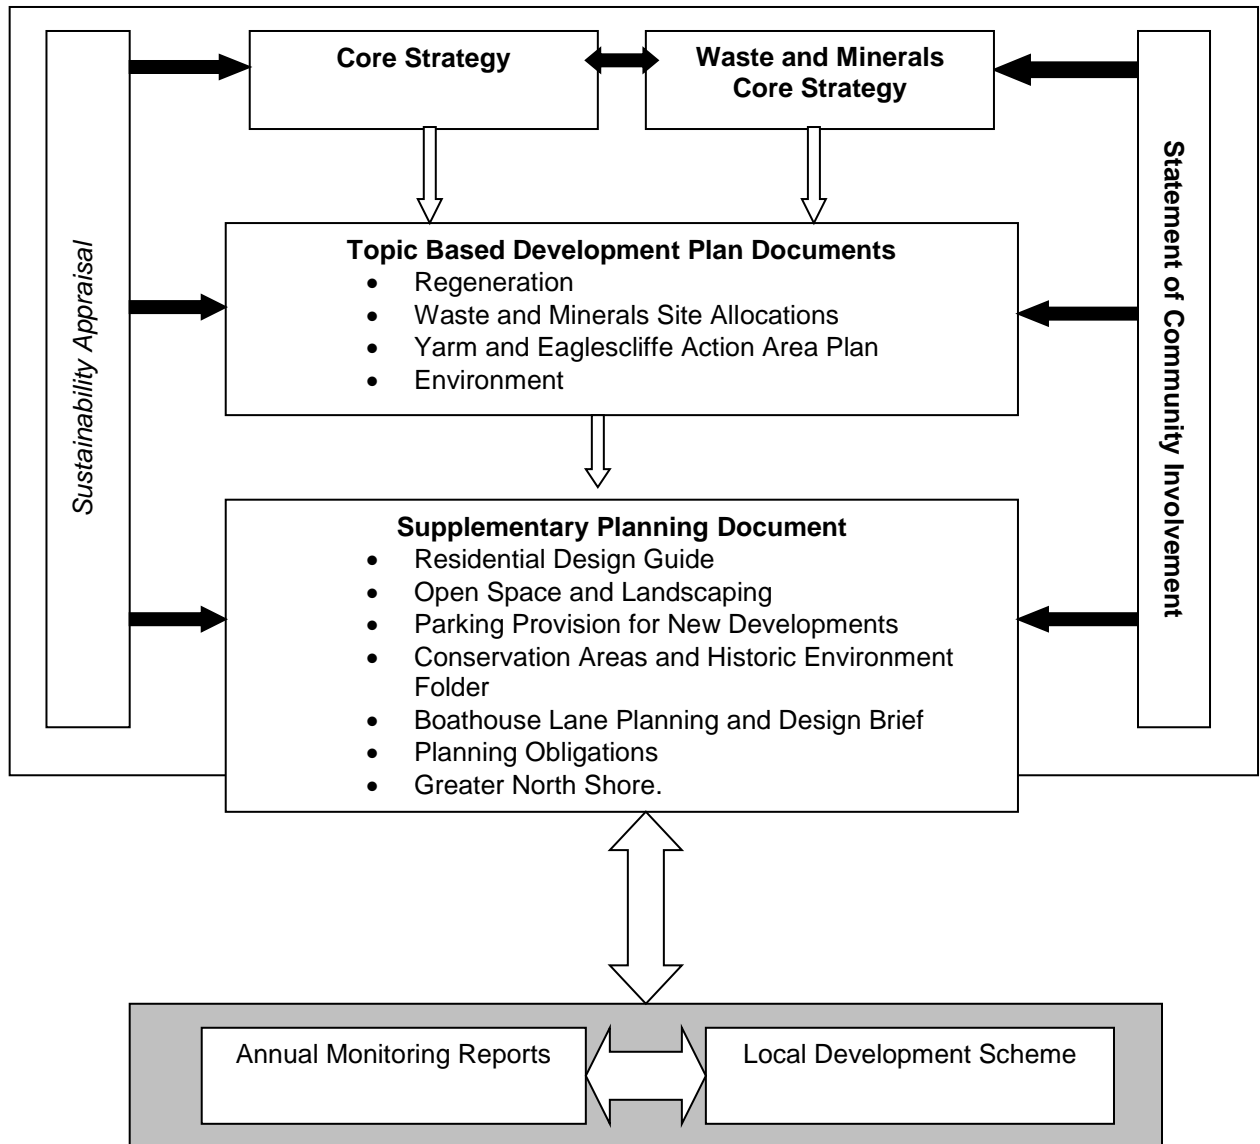 Core Strategy
Waste and Minerals
Core Strategy
Sustainability Appraisal
Statement of Community Involvement
Topic Based Development Plan Documents
• Regeneration
• Waste and Minerals Site Allocations
• Yarm and Eaglescliffe Action Area Plan
• Environment
Supplementary Planning Document
• Residential Design Guide
• Open Space and Landscaping
• Parking Provision for New Developments
• Conservation Areas and Historic Environment
Folder
• Boathouse Lane Planning and Design Brief
• Planning Obligations
• Greater North Shore.
Annual Monitoring Reports
Local Development Scheme